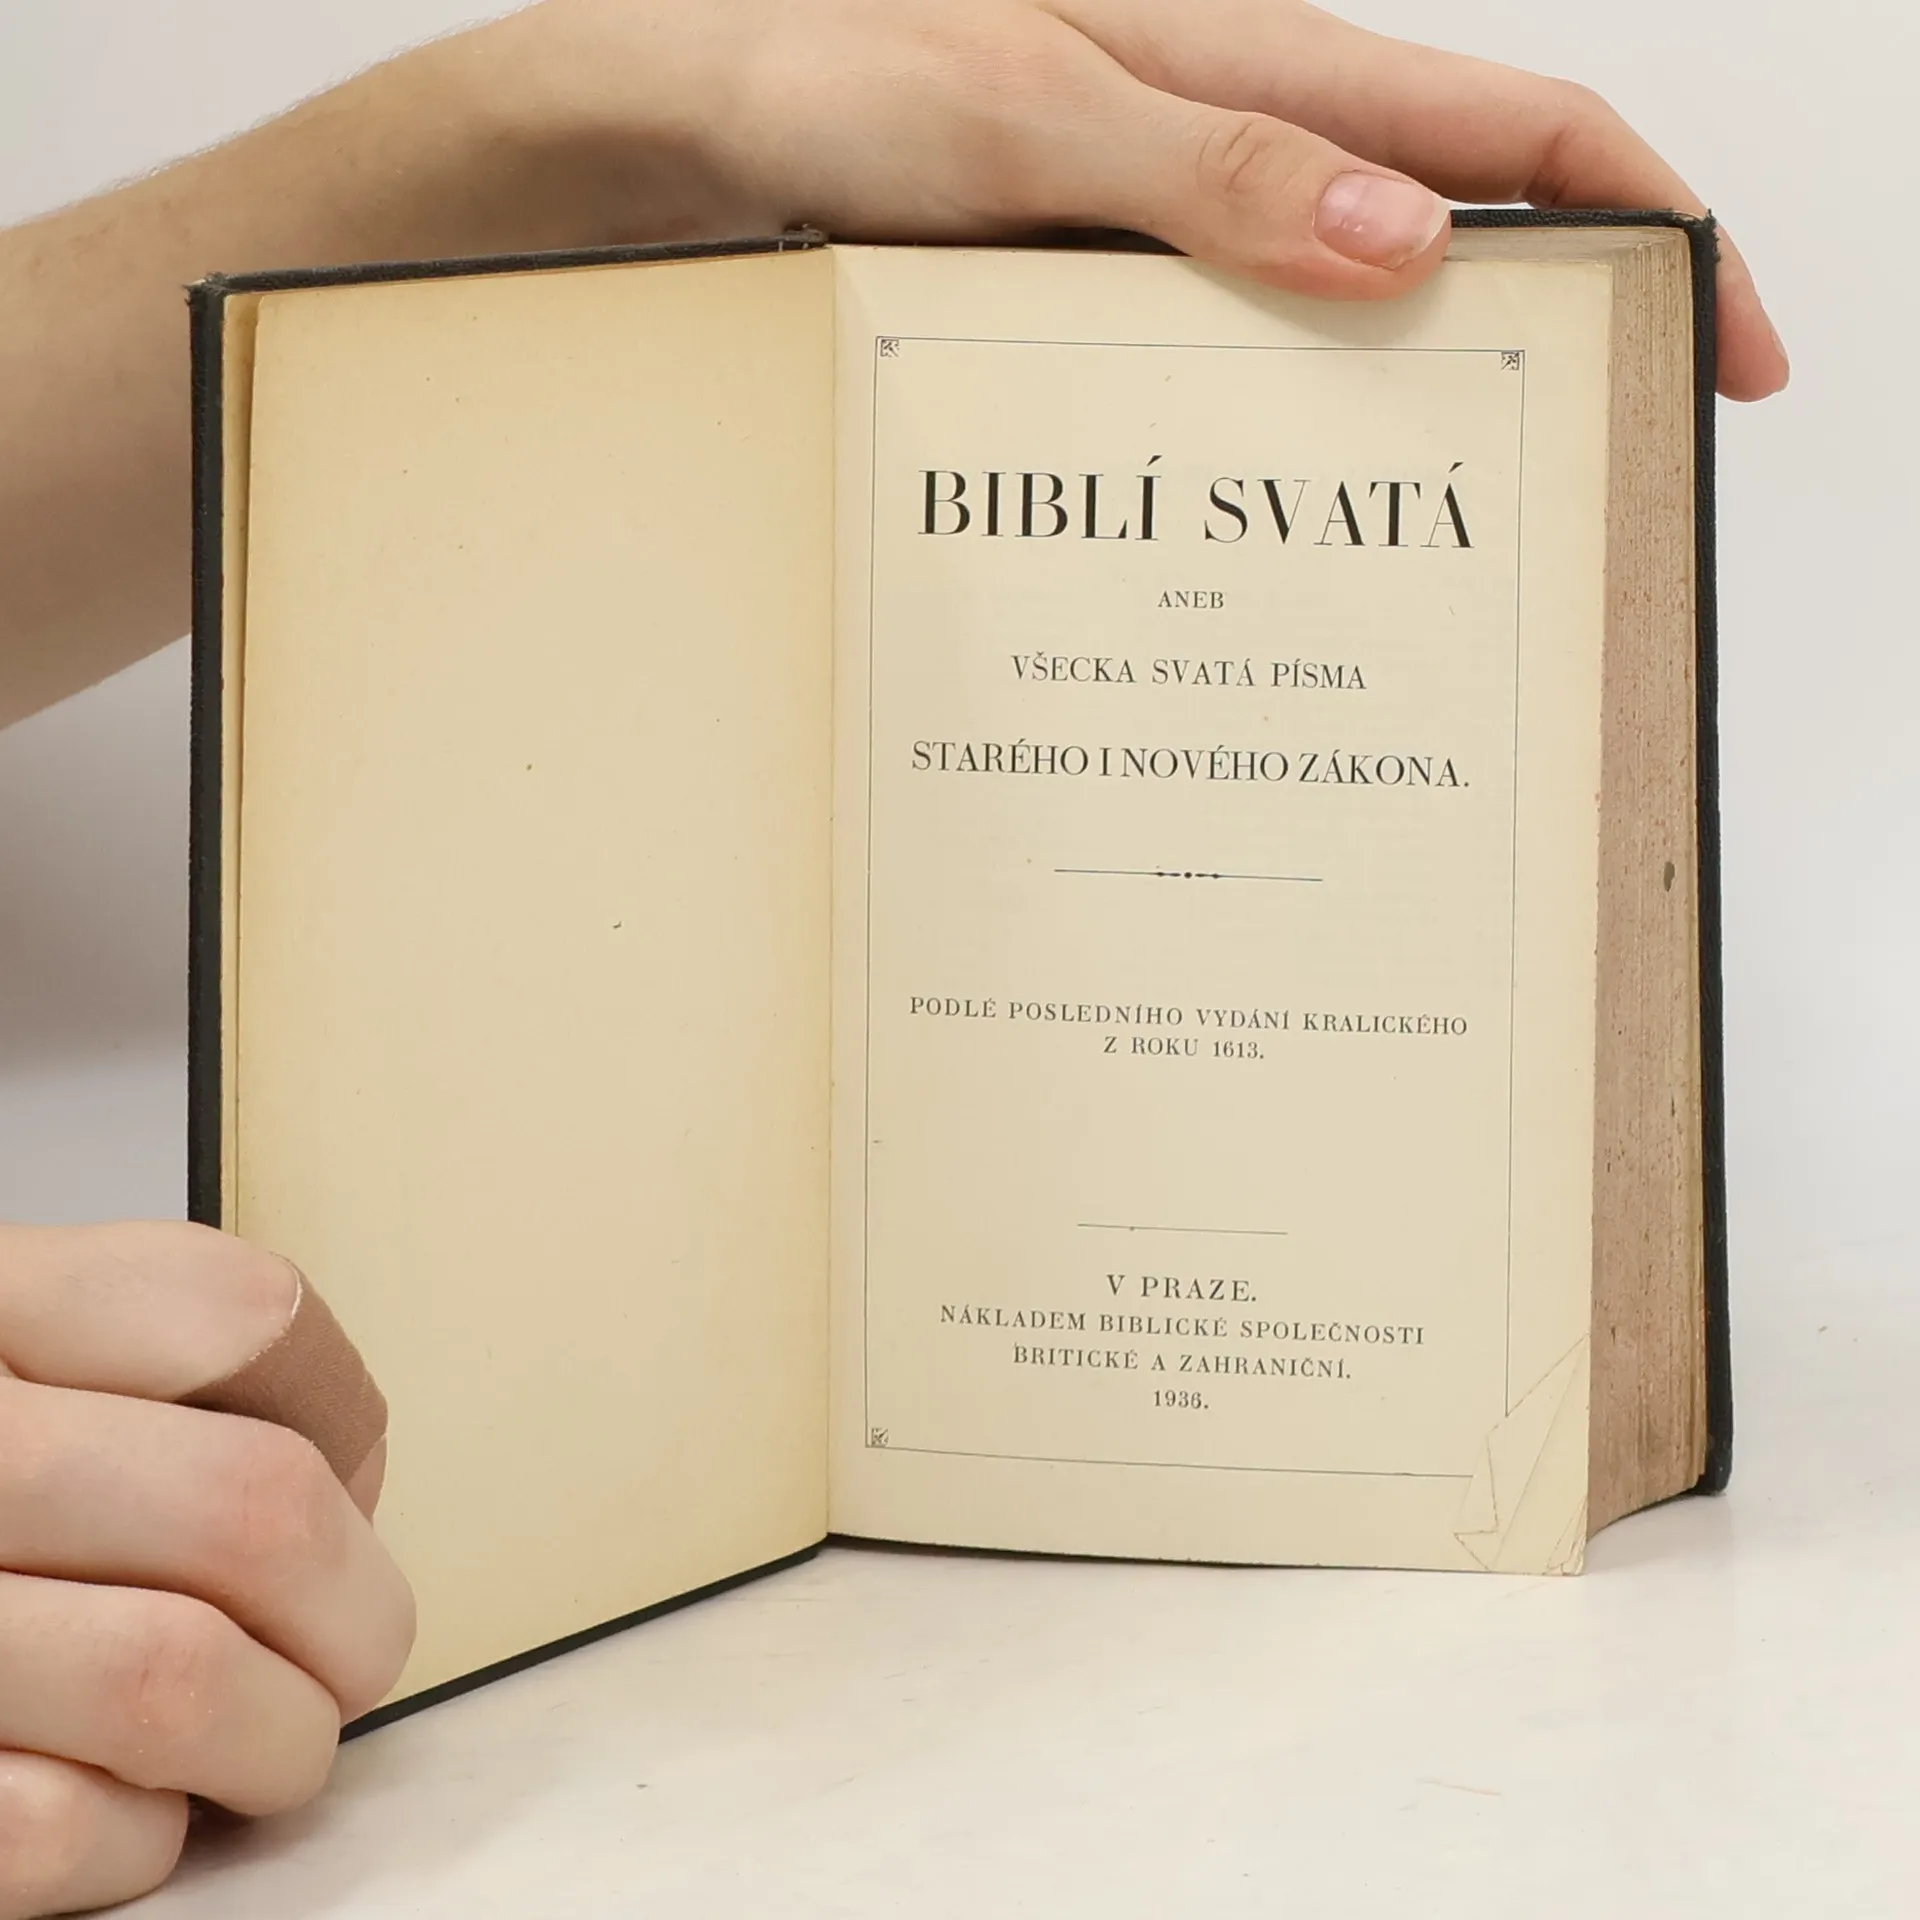 BIBLÍ SVATÁ
ANEB
VŠECKA SVATÁ PÍSMA
STARÉHO I NOVÉHO ZÁKONA.
PODLÉ POSLEDNÍHO VYDÁNÍ KRALICKÉHO
Z ROKU 1613.
V PRAZE.
NÁKLADEM BIBLICKÉ SPOLEČNOSTI
BRITICKÉ A ZAHRANIČNÍ.
1936.